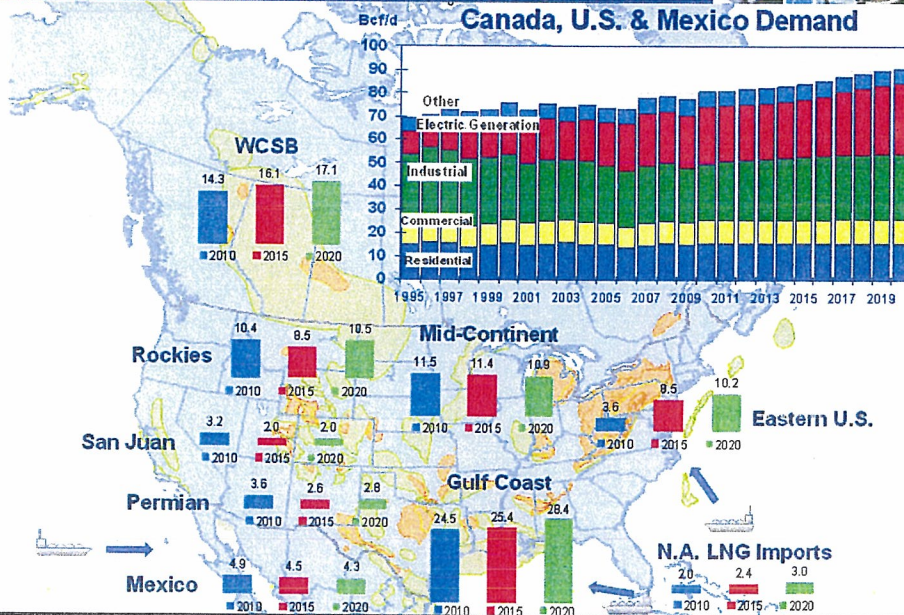 Bcf/d
Canada, U.S. & Mexico Demand
100
90
80
70
60
50
40
30
20
10
0
Other
Electric Generation
Industrial
Commercial
Residential
1995 1997 1999 2001 2003 2005 2007 2009 2011 2013 2015 2017 2019
WCSB
14.3 16.1 17.1
2010 2015 2020
Rockies
10.4 8.5 10.5
2010 2015 2020
Mid-Continent
11.5 11.4 10.9
2010 2015 2020
Eastern U.S.
3.6 8.5 10.2
2010 2015 2020
San Juan
3.2 2.0 2.0
2010 2015 2020
Permian
3.6 2.6 2.8
2010 2015 2020
Gulf Coast
24.5 25.4 28.4
2010 2015 2020
Mexico
4.9 4.5 4.3
2010 2015 2020
N.A. LNG Imports
2.0 2.4 3.0
2010 2015 2020